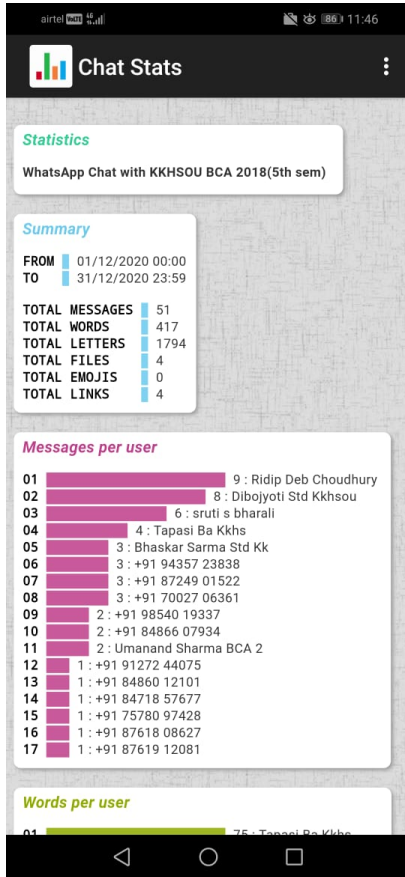 airtel VoLTE 4G 86 11:46
Chat Stats
Statistics
WhatsApp Chat with KKHSOU BCA 2018(5th sem)
Summary
FROM 01/12/2020 00:00
TO 31/12/2020 23:59
TOTAL MESSAGES 51
TOTAL WORDS 417
TOTAL LETTERS 1794
TOTAL FILES 4
TOTAL EMOJIS 0
TOTAL LINKS 4
Messages per user
01 9 : Ridip Deb Choudhury
02 8 : Dibojyoti Std Kkhsou
03 6 : sruti s bharali
04 4 : Tapasi Ba Kkhs
05 3 : Bhaskar Sarma Std Kk
06 3 : +91 94357 23838
07 3 : +91 87249 01522
08 3 : +91 70027 06361
09 2 : +91 98540 19337
10 2 : +91 84866 07934
11 2 : Umanand Sharma BCA 2
12 1 : +91 91272 44075
13 1 : +91 84860 12101
14 1 : +91 84718 57677
15 1 : +91 75780 97428
16 1 : +91 87618 08627
17 1 : +91 87619 12081
Words per user
01 75 : Tapasi Ba Kkhs